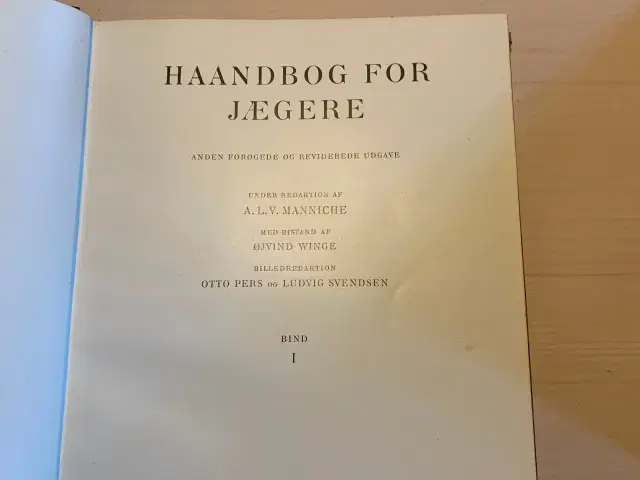 HAANDBOG FOR
JÆGERE
ANDEN FORØGEDE OG REVIDEREDE UDGAVE
UNDER REDAKTION AF
A. L. V. MANNICHE
MED BISTAND AF
ØJVIND WINGE
BILLEDREDAKTION
OTTO PERS OG LUDVIG SVENDSEN
BIND
I